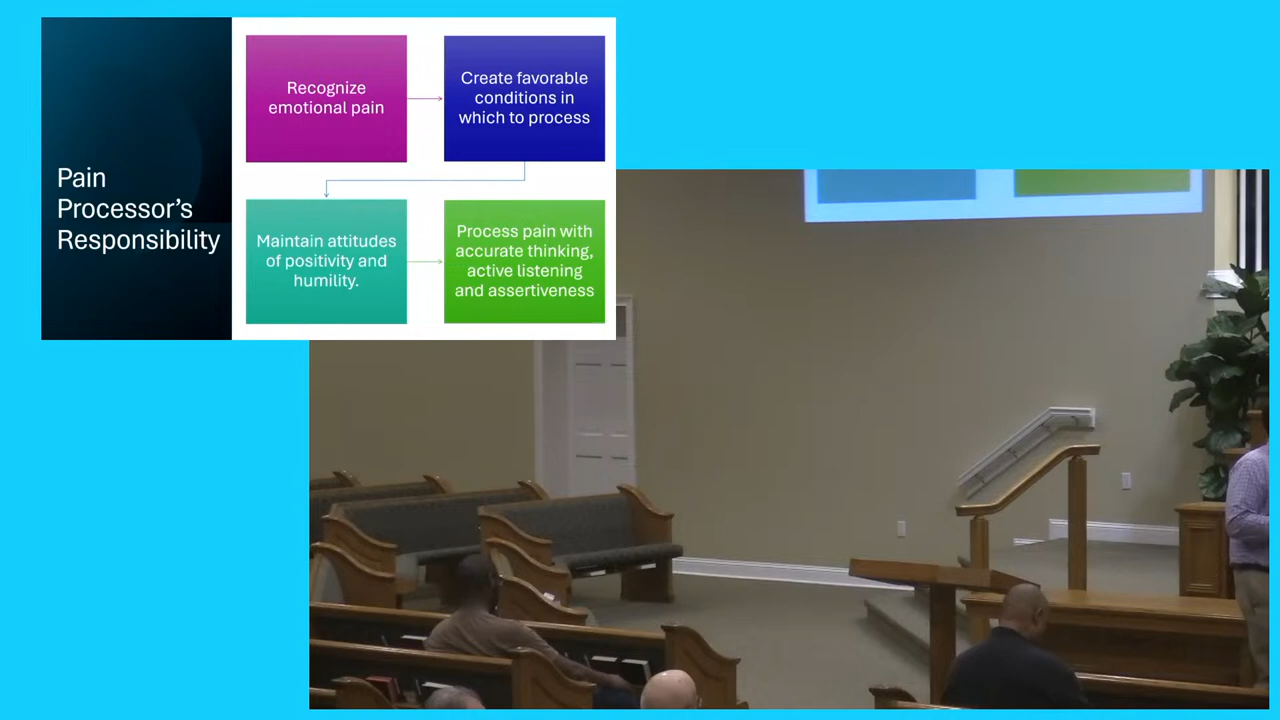 Pain
Processor's
Responsibility
Recognize
emotional pain
Create favorable
conditions in
which to process
Maintain attitudes
of positivity and
humility.
Process pain with
accurate thinking,
active listening
and assertiveness